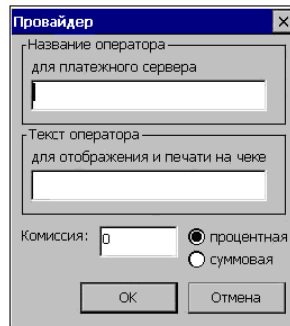 Провайдер
Название оператора
для платежного сервера
Текст оператора
для отображения и печати на чеке
Комиссия: 0 процентная
суммовая
OK Отмена